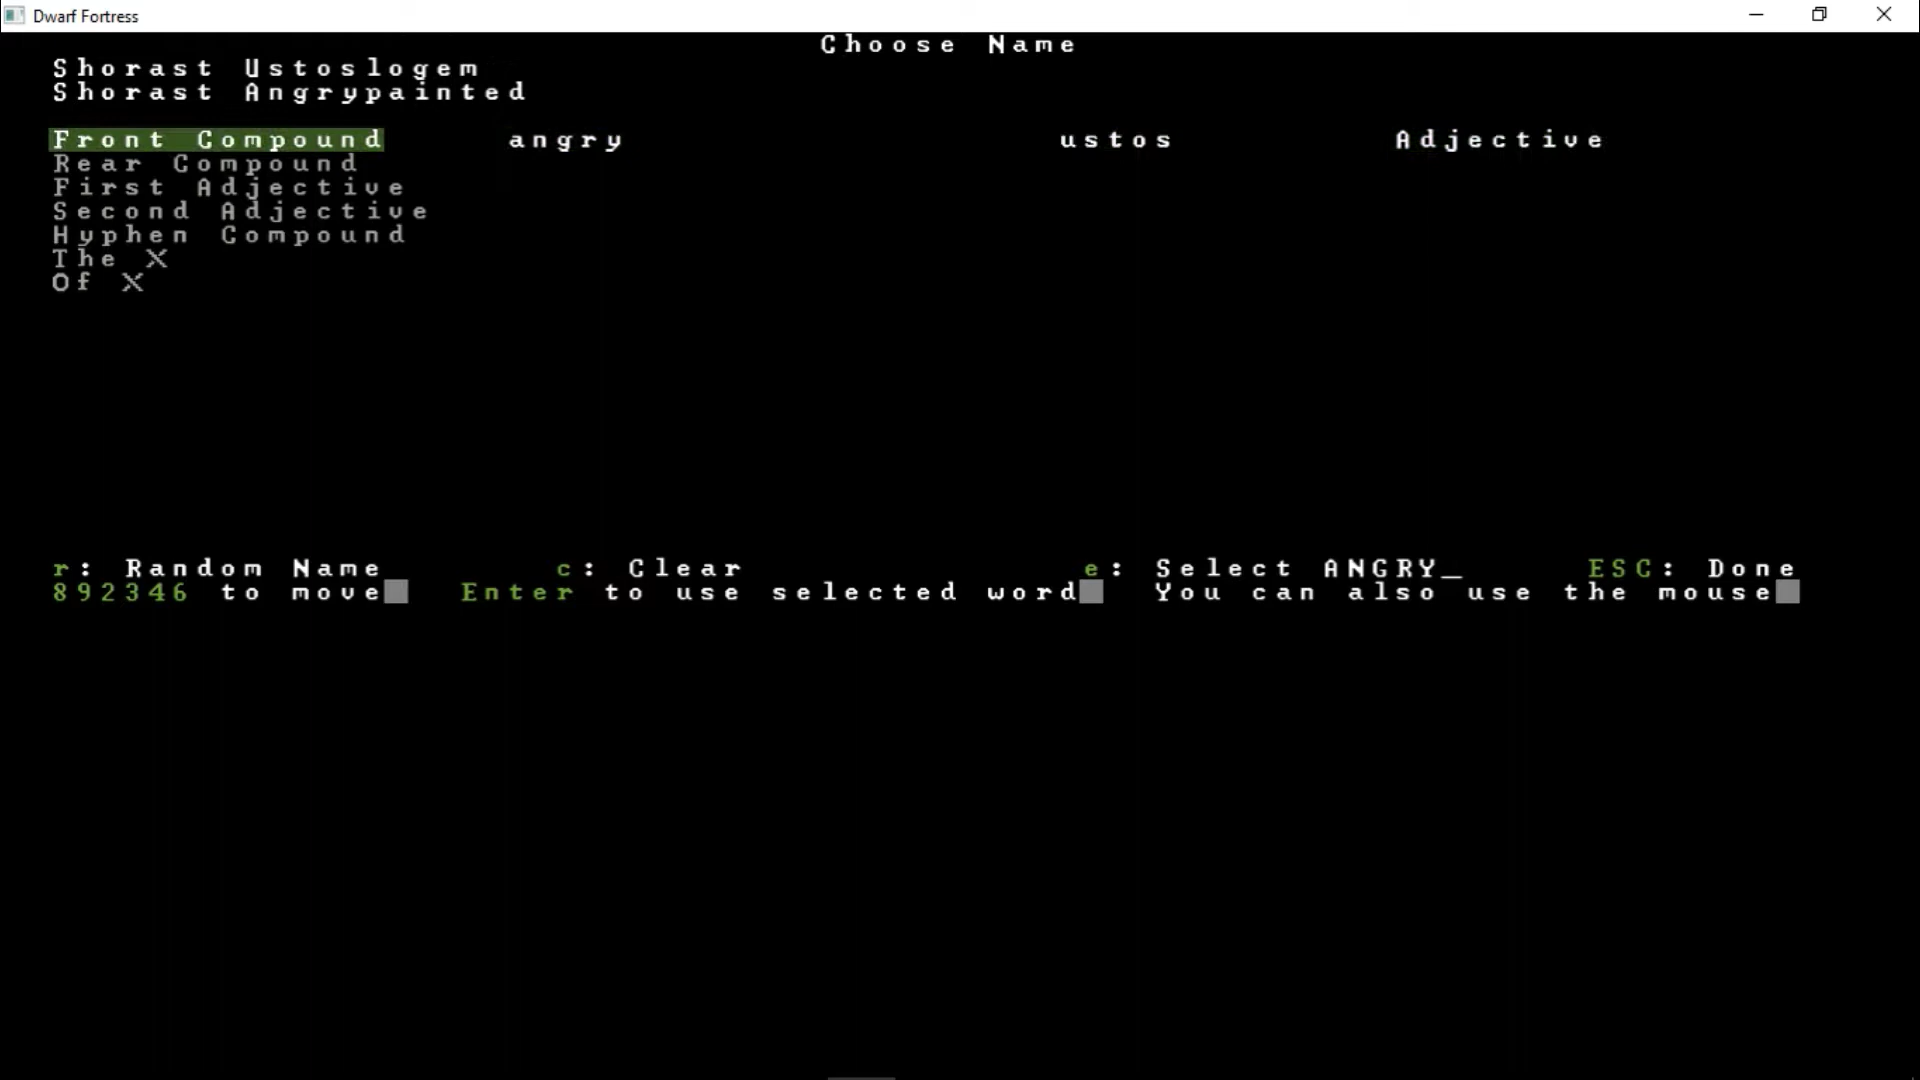 Dwarf Fortress
Choose Name
Shorast Ustoslogem
Shorast Angrypainted
Front Compound angry ustos Adjective
Rear Compound
First Adjective
Second Adjective
Hyphen Compound
The X
Of X
r: Random Name c: Clear e: Select ANGRY_ ESC: Done
892346 to move Enter to use selected word You can also use the mouse